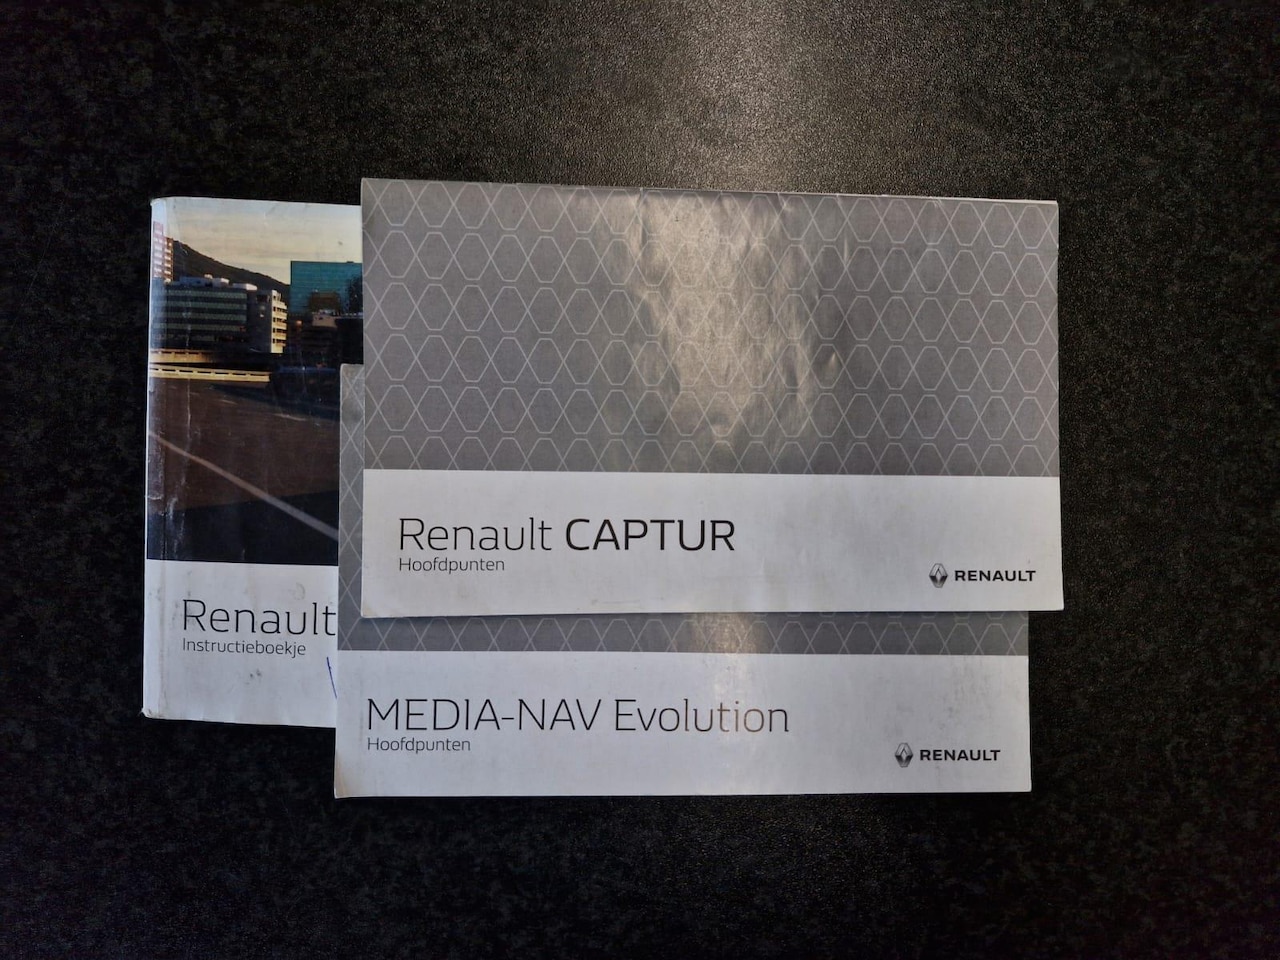 Renault CAPTUR
Hoofdpunten
RENAULT
Renault
Instructieboekje
MEDIA-NAV Evolution
Hoofdpunten
RENAULT